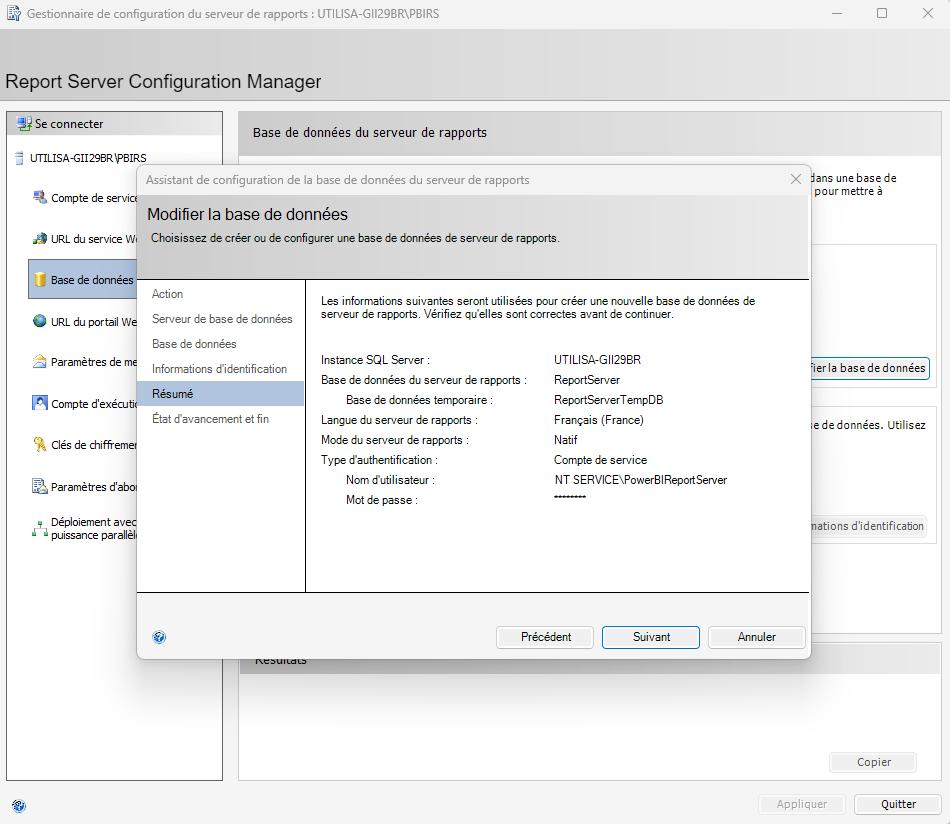 Gestionnaire de configuration du serveur de rapports : UTILISA-GII29BR\PBIRS
Report Server Configuration Manager
Se connecter
UTILISA-GII29BR\PBIRS
Compte de service
URL du service We
Base de données
URL du portail We
Paramètres de me
Compte d'exécutio
Clés de chiffremen
Paramètres d'abon
Déploiement avec
puissance parallèle
Base de données du serveur de rapports
dans une base de
pour mettre à
fier la base de données
se de données. Utilisez
mations d'identification
Assistant de configuration de la base de données du serveur de rapports
Modifier la base de données
Choisissez de créer ou de configurer une base de données de serveur de rapports.
Action
Serveur de base de données
Base de données
Informations d'identification
Résumé
État d'avancement et fin
Les informations suivantes seront utilisées pour créer une nouvelle base de données de
serveur de rapports. Vérifiez qu'elles sont correctes avant de continuer.
Instance SQL Server : UTILISA-GII29BR
Base de données du serveur de rapports : ReportServer
Base de données temporaire : ReportServerTempDB
Langue du serveur de rapports : Français (France)
Mode du serveur de rapports : Natif
Type d'authentification : Compte de service
Nom d'utilisateur : NT SERVICE\PowerBIReportServer
Mot de passe : ********
Précédent
Suivant
Annuler
Résultats
Copier
Appliquer
Quitter